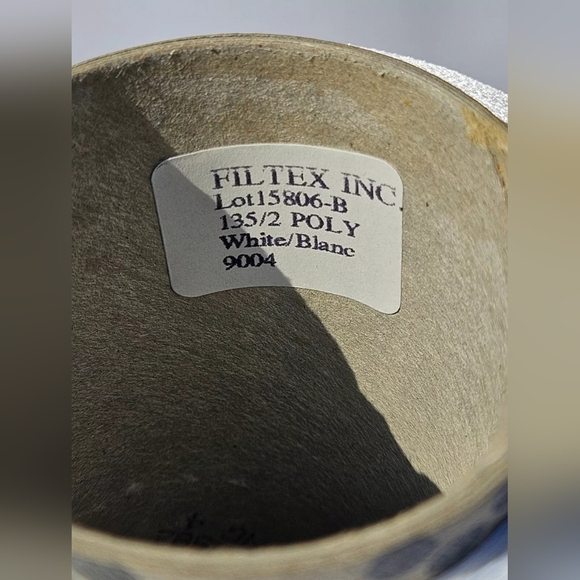 FILTEX INC.
Lot15806-B
135/2 POLY
White/Blanc
9004